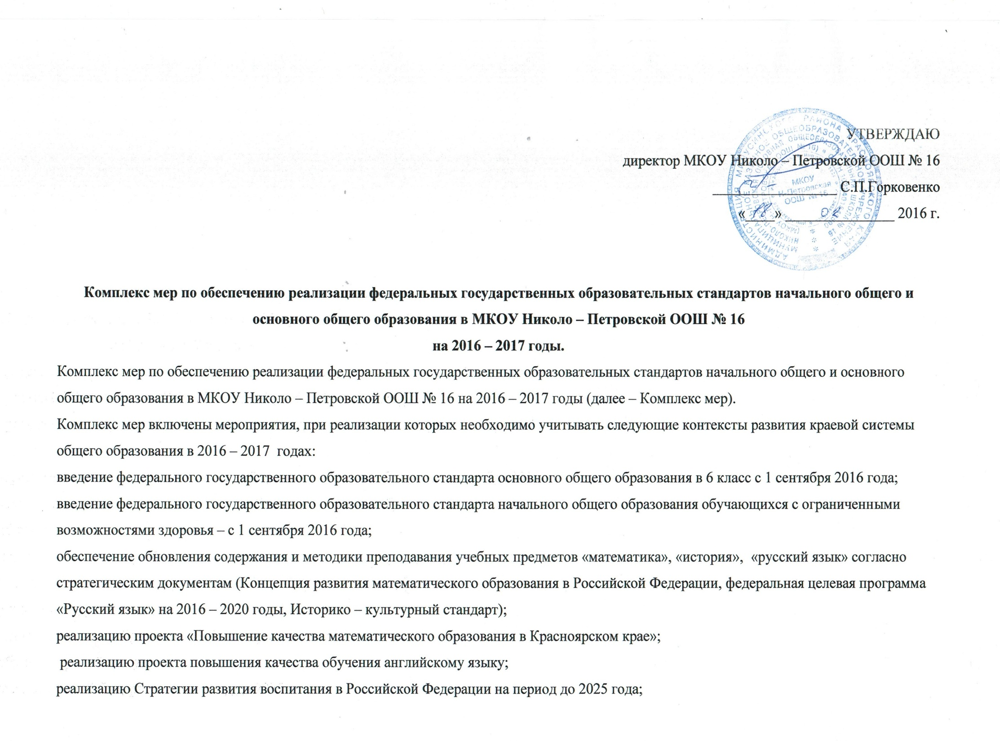 УТВЕРЖДАЮ
директор МКОУ Николо – Петровской ООШ № 16
С.П.Горковенко
«18» 02 2016 г.
МКОУ
Н-Петровская
ООШ № 16
Комплекс мер по обеспечению реализации федеральных государственных образовательных стандартов начального общего и
основного общего образования в МКОУ Николо – Петровской ООШ № 16
на 2016 – 2017 годы.
Комплекс мер по обеспечению реализации федеральных государственных образовательных стандартов начального общего и основного
общего образования в МКОУ Николо – Петровской ООШ № 16 на 2016 – 2017 годы (далее – Комплекс мер).
Комплекс мер включены мероприятия, при реализации которых необходимо учитывать следующие контексты развития краевой системы
общего образования в 2016 – 2017 годах:
введение федерального государственного образовательного стандарта основного общего образования в 6 класс с 1 сентября 2016 года;
введение федерального государственного образовательного стандарта начального общего образования обучающихся с ограниченными
возможностями здоровья – с 1 сентября 2016 года;
обеспечение обновления содержания и методики преподавания учебных предметов «математика», «история», «русский язык» согласно
стратегическим документам (Концепция развития математического образования в Российской Федерации, федеральная целевая программа
«Русский язык» на 2016 – 2020 годы, Историко – культурный стандарт);
реализацию проекта «Повышение качества математического образования в Красноярском крае»;
реализацию проекта повышения качества обучения английскому языку;
реализацию Стратегии развития воспитания в Российской Федерации на период до 2025 года;